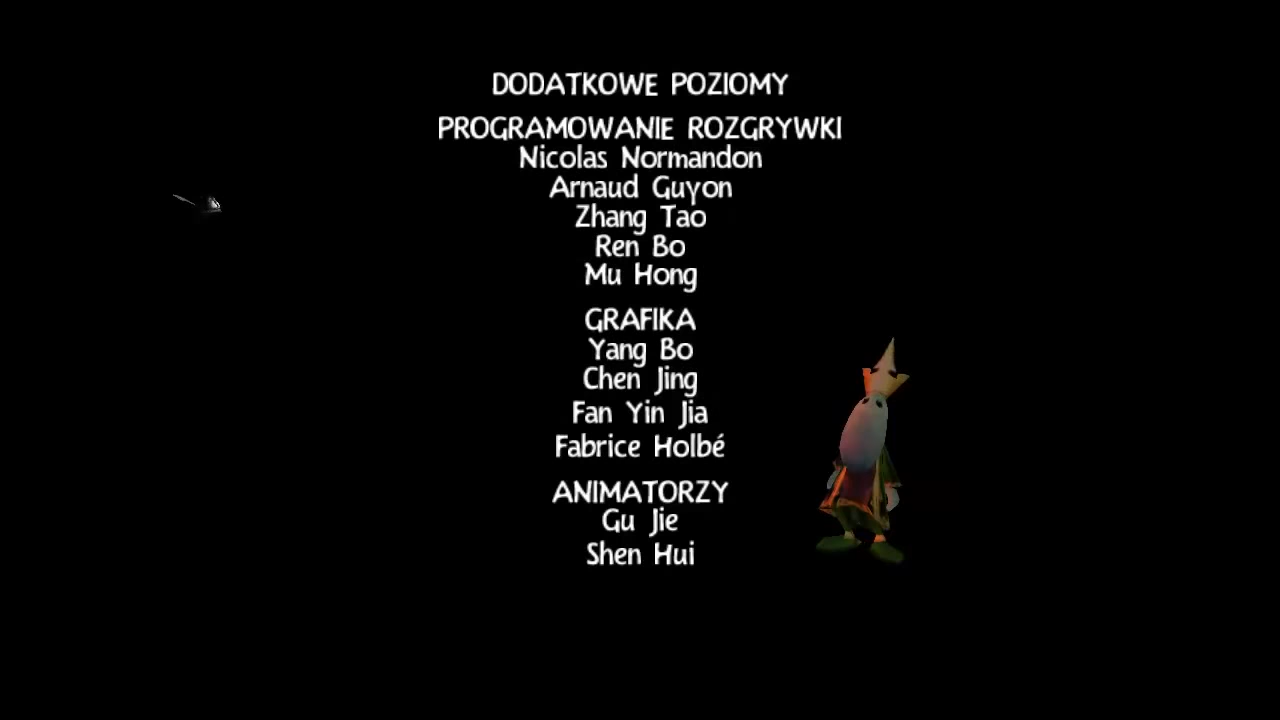 DODATKOWE POZIOMY
PROGRAMOWANIE ROZGRYWKI
Nicolas Normandon
Arnaud Guyon
Zhang Tao
Ren Bo
Mu Hong
GRAFIKA
Yang Bo
Chen Jing
Fan Yin Jia
Fabrice Holbé
ANIMATORZY
Gu Jie
Shen Hui